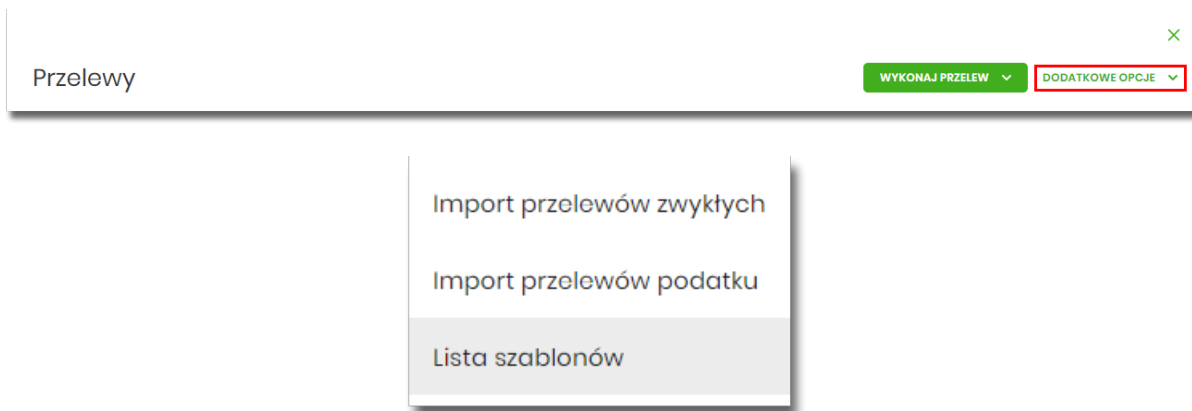 Przelewy
WYKONAJ PRZELEW
DODATKOWE OPCJE
Import przelewów zwykłych
Import przelewów podatku
Lista szablonów